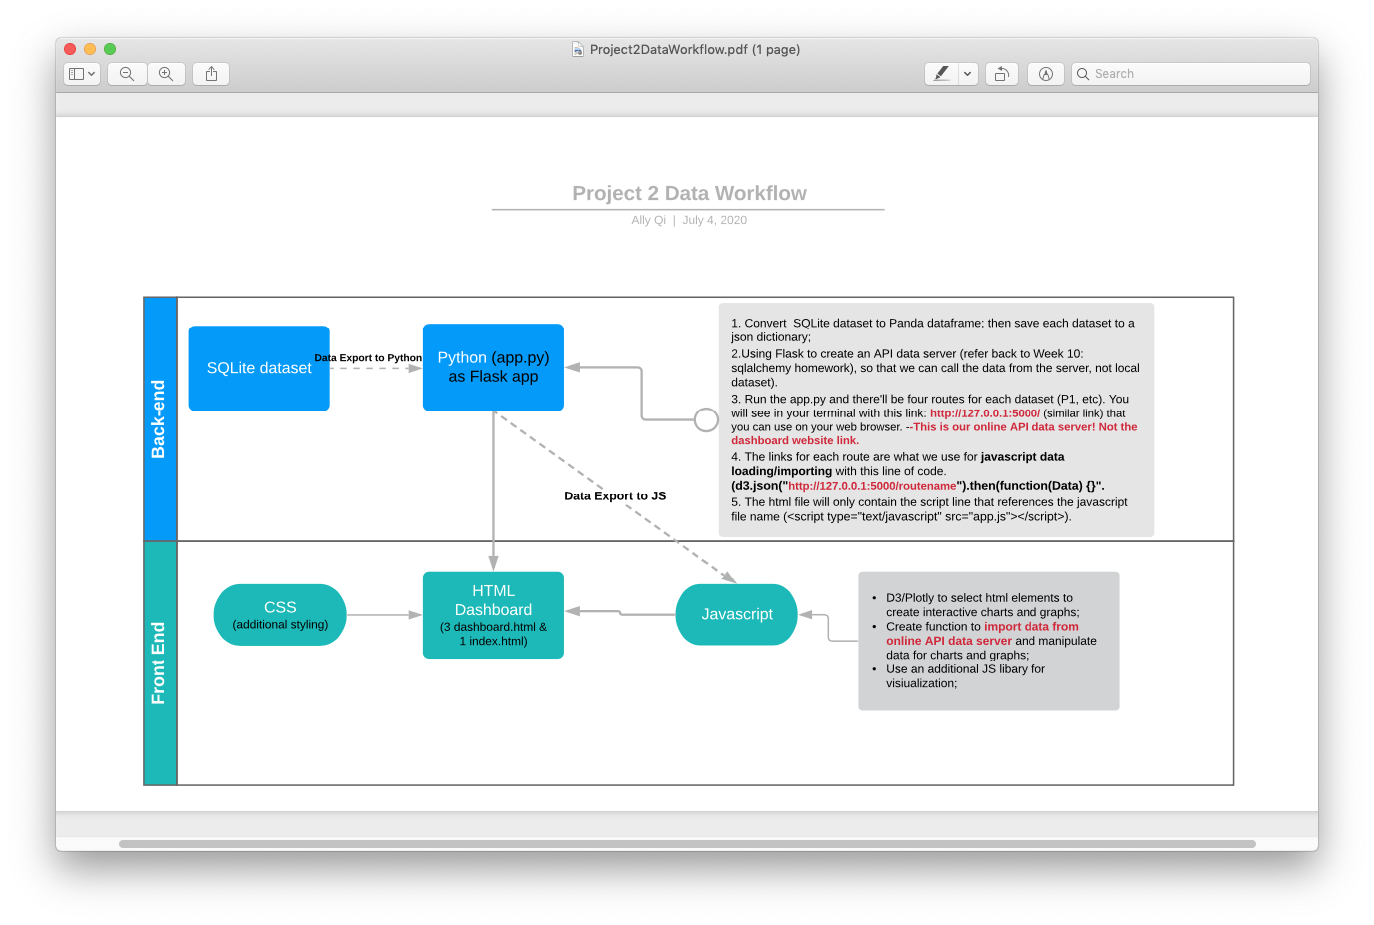 Project2DataWorkflow.pdf (1 page)
Search
Project 2 Data Workflow
Ally Qi | July 4, 2020
Back-end
SQLite dataset
Data Export to Python
Python (app.py)
as Flask app
1. Convert  SQLite dataset to Panda dataframe; then save each dataset to a
json dictionary;
2.Using Flask to create an API data server (refer back to Week 10:
sqlalchemy homework), so that we can call the data from the server, not local
dataset).
3. Run the app.py and there'll be four routes for each dataset (P1, etc). You
will see in your terminal with this link: http://127.0.0.1:5000/ (similar link) that
you can use on your web browser. --This is our online API data server! Not the
dashboard website link.
4. The links for each route are what we use for javascript data
loading/importing with this line of code.
(d3.json("http://127.0.0.1:5000/routename").then(function(Data) {}".
5. The html file will only contain the script line that references the javascript
file name (<script type="text/javascript" src="app.js"></script>).
Data Export to JS
Front End
CSS
(additional styling)
HTML
Dashboard
(3 dashboard.html &
1 index.html)
Javascript
• D3/Plotly to select html elements to
create interactive charts and graphs;
• Create function to import data from
online API data server and manipulate
data for charts and graphs;
• Use an additional JS libary for
visiualization;